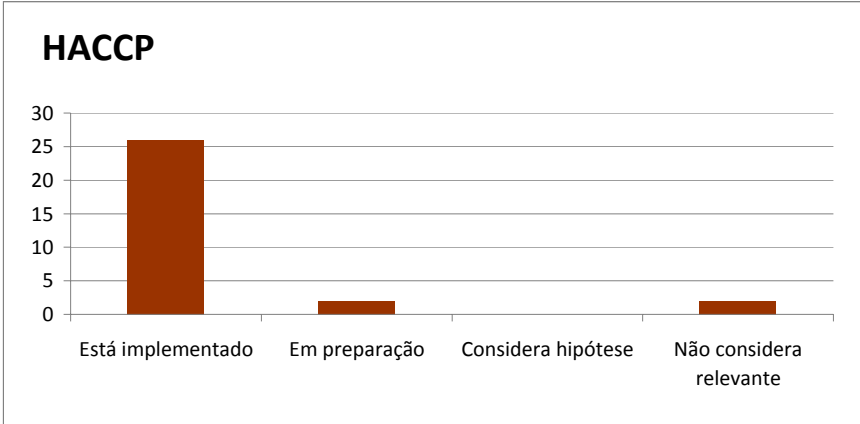 HACCP
30
25
20
15
10
5
0
Está implementado
Em preparação
Considera hipótese
Não considera
relevante